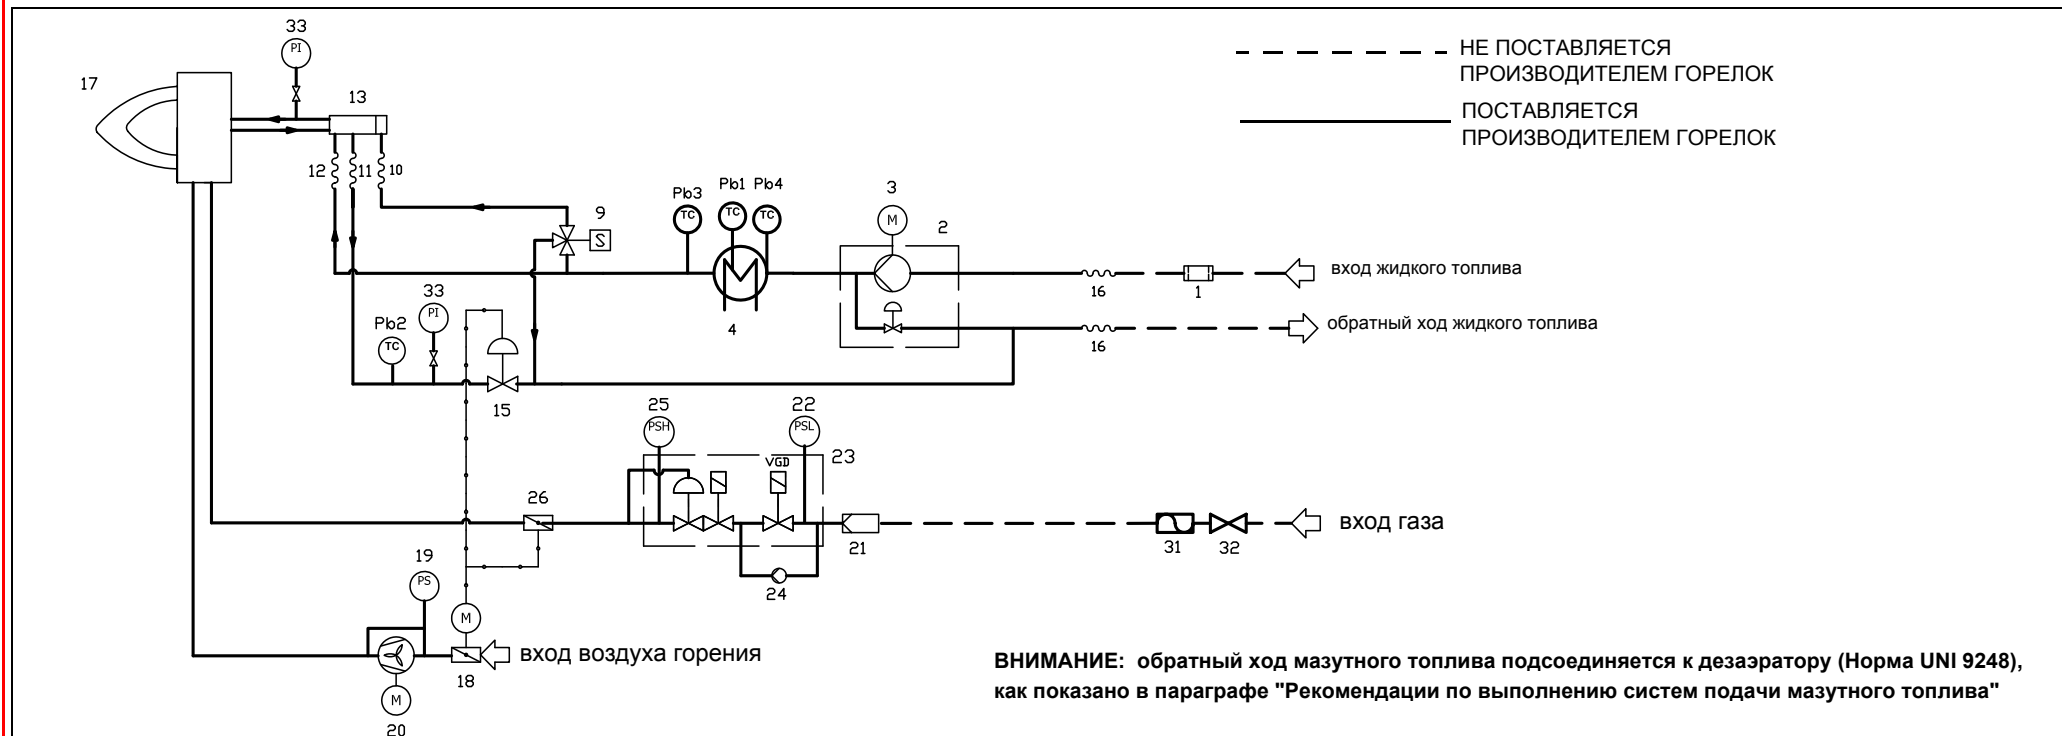 33
PI
17
13
НЕ ПОСТАВЛЯЕТСЯ
ПРОИЗВОДИТЕЛЕМ ГОРЕЛОК
ПОСТАВЛЯЕТСЯ
ПРОИЗВОДИТЕЛЕМ ГОРЕЛОК
12
11
10
Pb3
Pb1
Pb4
3
TC
TC
TC
M
9
2
S
вход жидкого топлива
16
1
33
4
PI
Pb2
TC
обратный ход жидкого топлива
16
15
25
22
PSH
PSL
VGD
23
26
вход газа
21
31
32
19
PS
24
M
вход воздуха горения
18
M
20
ВНИМАНИЕ: обратный ход мазутного топлива подсоединяется к дезаэратору (Норма UNI 9248),
как показано в параграфе "Рекомендации по выполнению систем подачи мазутного топлива"